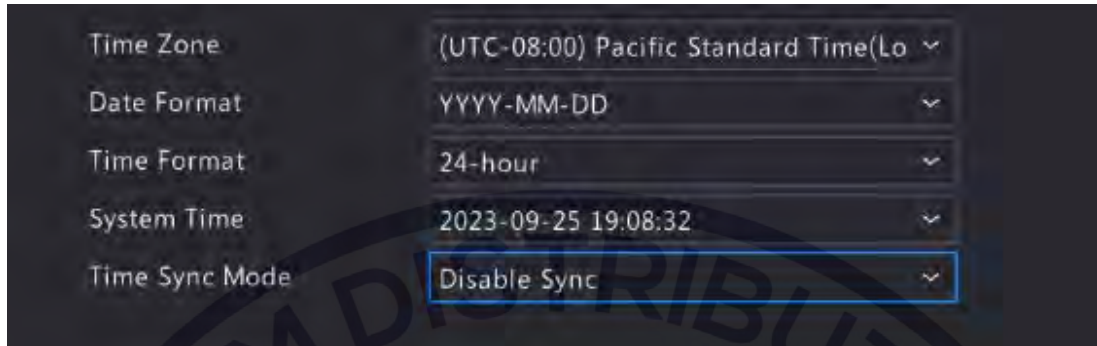 Time Zone (UTC-08:00) Pacific Standard Time(Lo
Date Format YYYY-MM-DD
Time Format 24-hour
System Time 2023-09-25 19:08:32
Time Sync Mode Disable Sync